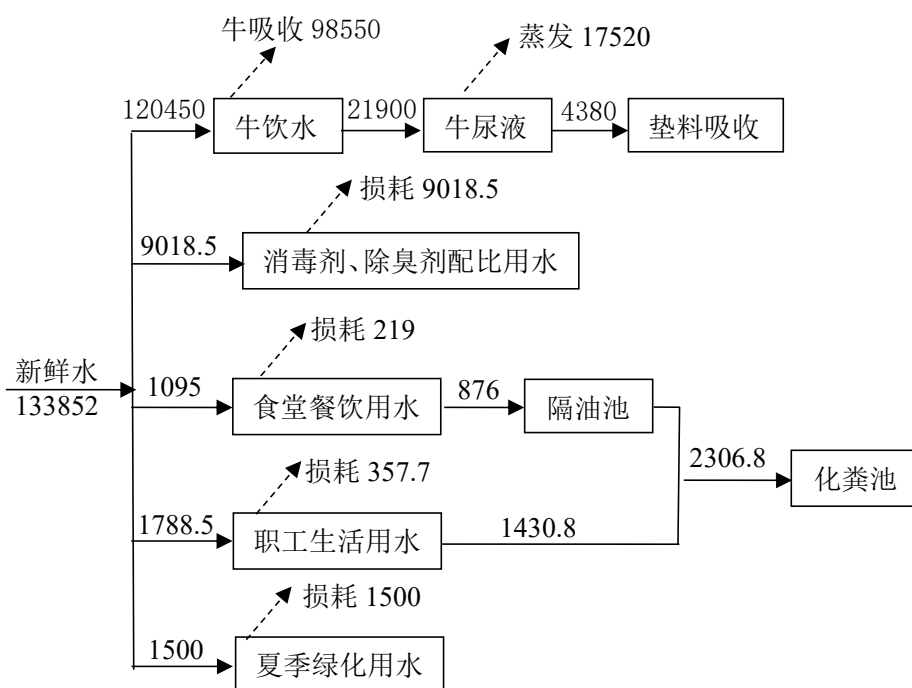 牛吸收 98550
蒸发 17520
120450
牛饮水
21900
牛尿液
4380
垫料吸收
损耗 9018.5
9018.5
消毒剂、除臭剂配比用水
损耗 219
新鲜水
133852
1095
食堂餐饮用水
876
隔油池
2306.8
化粪池
损耗 357.7
1788.5
职工生活用水
1430.8
损耗 1500
1500
夏季绿化用水